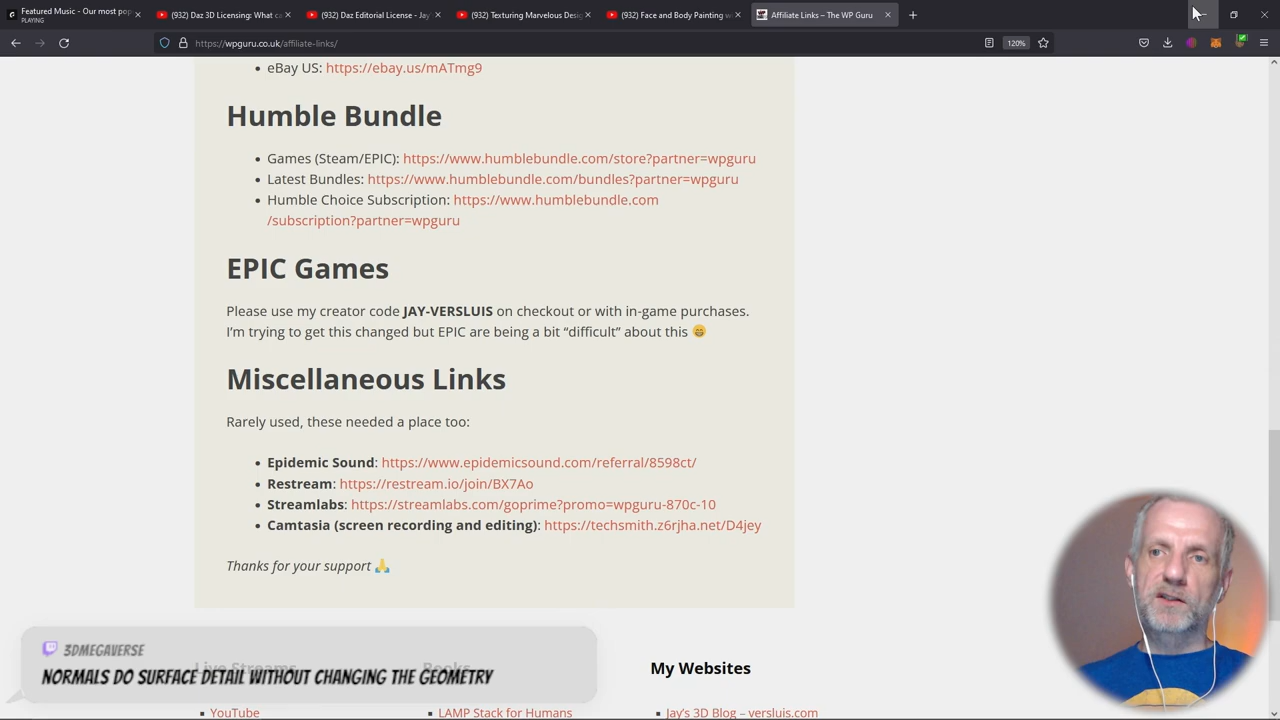 Featured Music - Our most pop
PLAYING
(932) Daz 3D Licensing: What ca
(932) Daz Editorial License - Jay
(932) Texturing Marvelous Desi
(932) Face and Body Painting w
Affiliate Links – The WP Guru
https://wpguru.co.uk/affiliate-links/
120%
eBay US: https://ebay.us/mATmg9
Humble Bundle
Games (Steam/EPIC): https://www.humblebundle.com/store?partner=wpguru
Latest Bundles: https://www.humblebundle.com/bundles?partner=wpguru
Humble Choice Subscription: https://www.humblebundle.com
/subscription?partner=wpguru
EPIC Games
Please use my creator code JAY-VERSLUIS on checkout or with in-game purchases.
I'm trying to get this changed but EPIC are being a bit “difficult” about this 😁
Miscellaneous Links
Rarely used, these needed a place too:
Epidemic Sound: https://www.epidemicsound.com/referral/8598ct/
Restream: https://restream.io/join/BX7Ao
Streamlabs: https://streamlabs.com/goprime?promo=wpguru-870c-10
Camtasia (screen recording and editing): https://techsmith.z6rjha.net/D4jey
Thanks for your support 🙏
3DMEGAVERSE
NORMALS DO SURFACE DETAIL WITHOUT CHANGING THE GEOMETRY
Live Streams
Books
My Websites
YouTube
LAMP Stack for Humans
Jay's 3D Blog – versluis.com